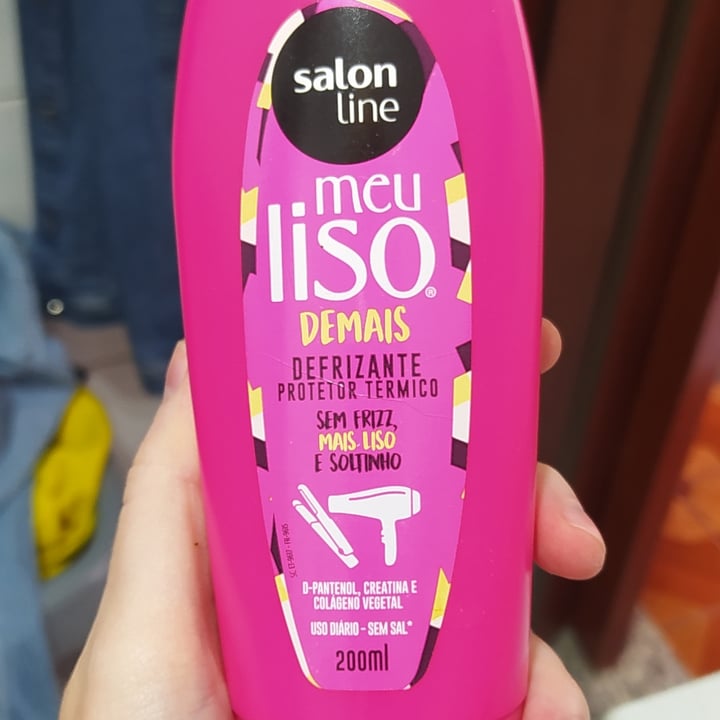 salon
line
meu
liso®
DEMAIS
DEFRIZANTE
PROTETOR TÉRMICO
SEM FRIZZ,
MAIS LISO
E SOLTINHO
D-PANTENOL, CREATINA E
COLÁGENO VEGETAL
USO DIÁRIO - SEM SAL*
200ml